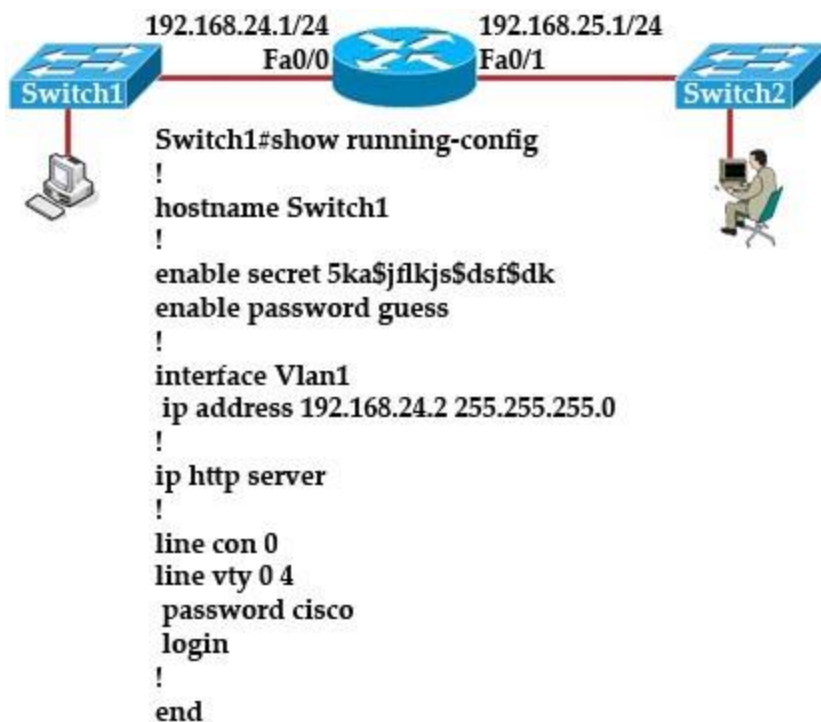 192.168.24.1/24
Fa0/0
192.168.25.1/24
Fa0/1
Switch1
Switch2
Switch1#show running-config
!
hostname Switch1
!
enable secret 5ka$jflkjs$dsf$dk
enable password guess
!
interface Vlan1
ip address 192.168.24.2 255.255.255.0
!
ip http server
!
line con 0
line vty 0 4
password cisco
login
!
end